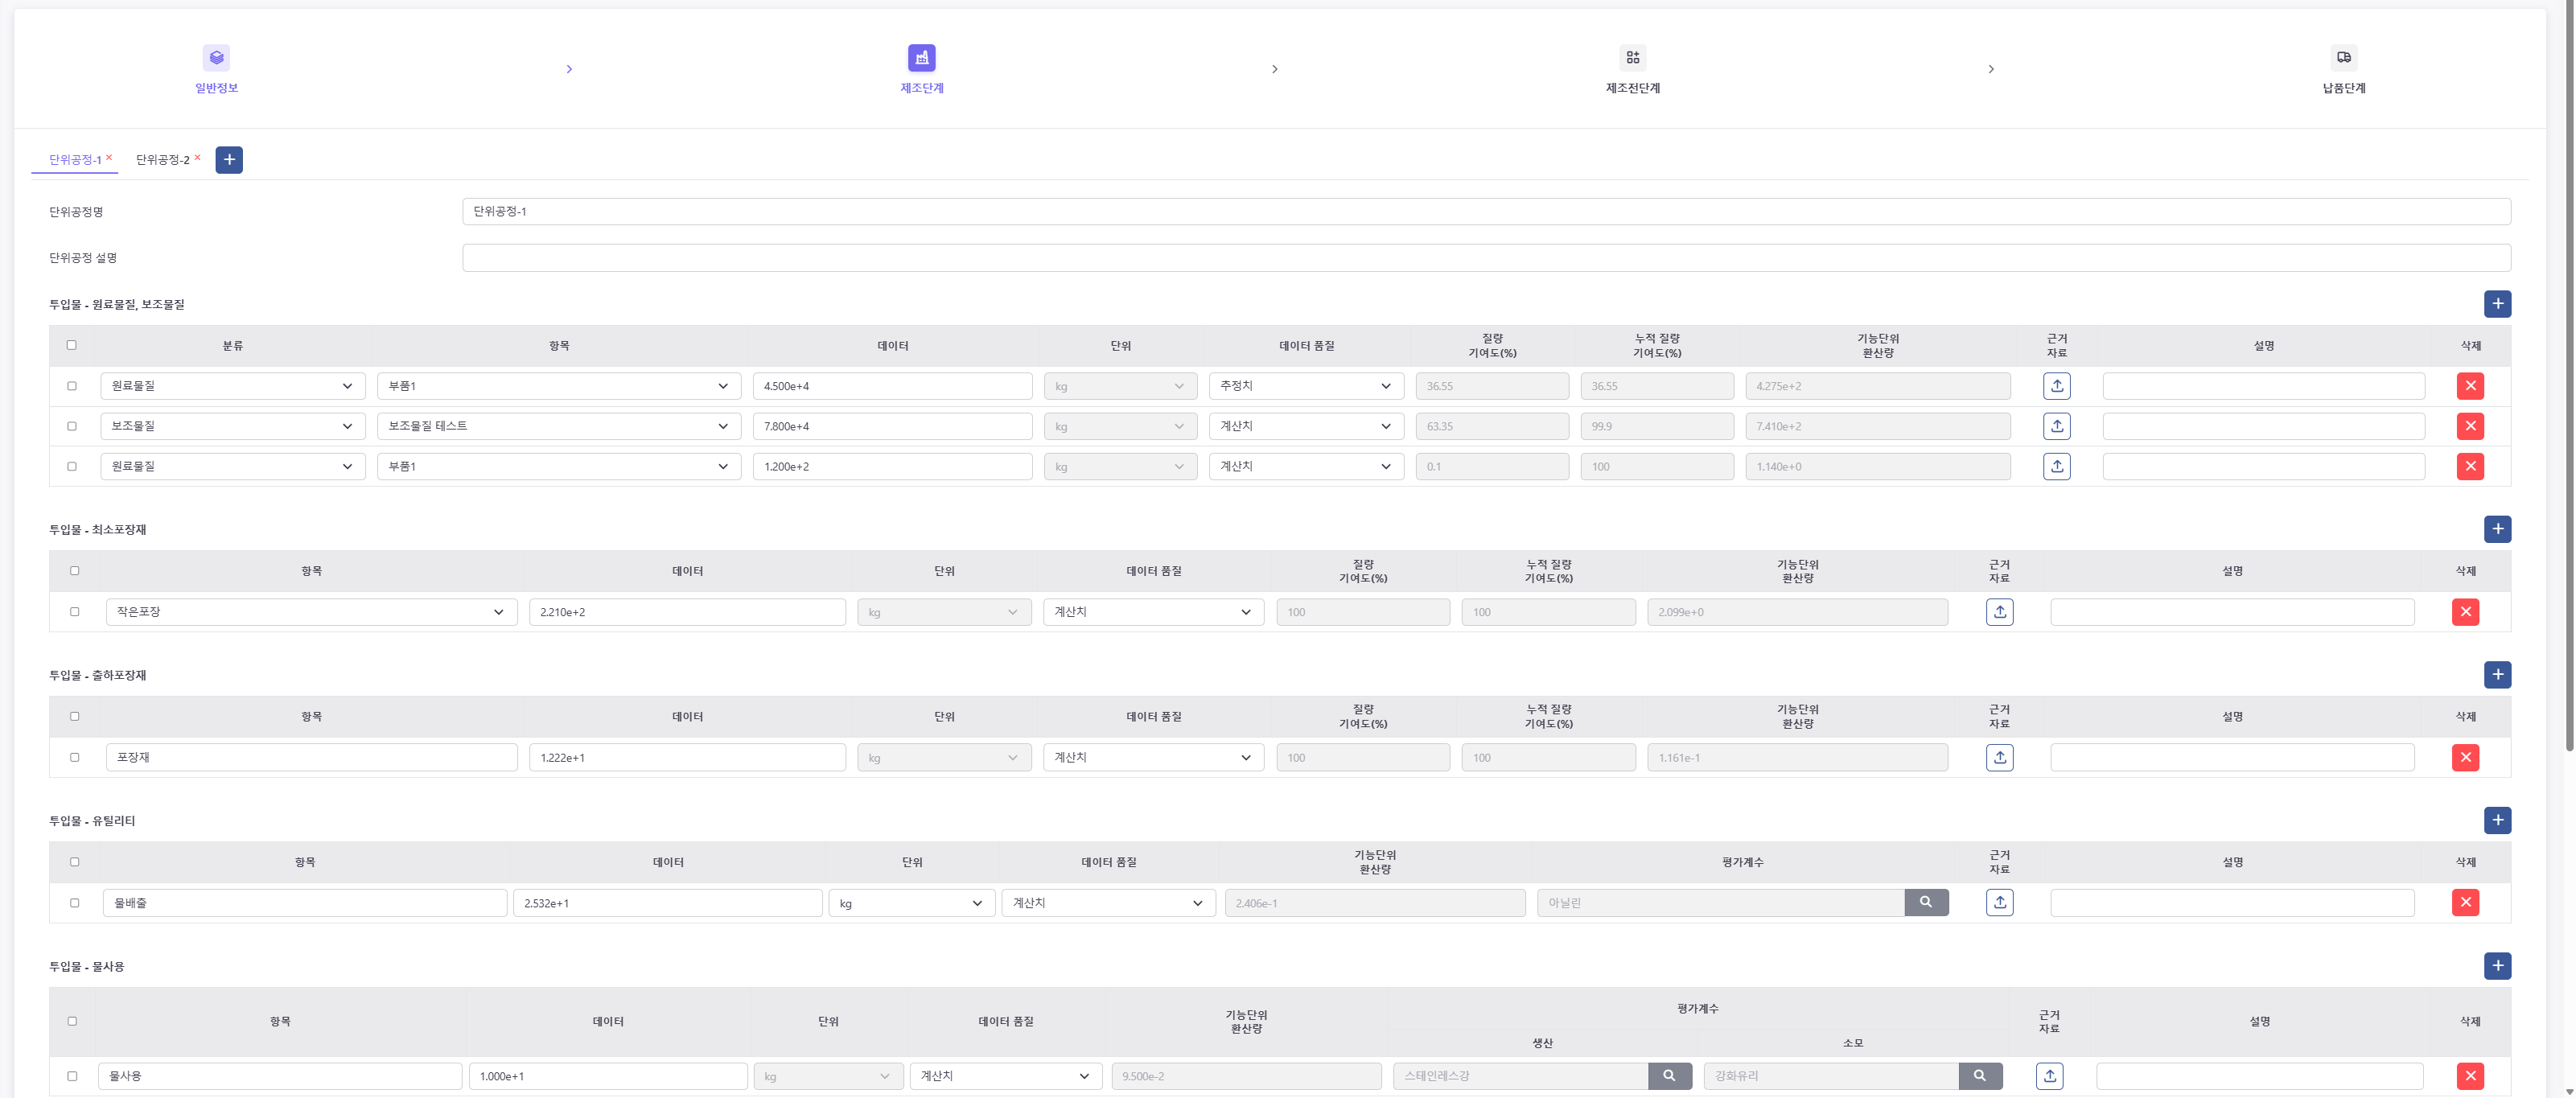 일반정보
제조단계
제조전단계
납품단계
단위공정-1
단위공정-2
단위공정명
단위공정-1
단위공정 설명
투입물 - 원료물질, 보조물질
분류 항목 데이터 단위 데이터 품질 질량 기여도(%) 누적 질량 기여도(%) 기능단위 환산량 근거 자료 설명 삭제
원료물질 부품1 4.500e+4 kg 추정치 36.55 36.55 4.275e+2
보조물질 보조물질 테스트 7.800e+4 kg 계산치 63.35 99.9 7.410e+2
원료물질 부품1 1.200e+2 kg 계산치 0.1 100 1.140e+0
투입물 - 최소포장재
항목 데이터 단위 데이터 품질 질량 기여도(%) 누적 질량 기여도(%) 기능단위 환산량 근거 자료 설명 삭제
작은포장 2.210e+2 kg 계산치 100 100 2.099e+0
투입물 - 출하포장재
항목 데이터 단위 데이터 품질 질량 기여도(%) 누적 질량 기여도(%) 기능단위 환산량 근거 자료 설명 삭제
포장재 1.222e+1 kg 계산치 100 100 1.161e-1
투입물 - 유틸리티
항목 데이터 단위 데이터 품질 기능단위 환산량 평가계수 근거 자료 설명 삭제
물배출 2.532e+1 kg 계산치 2.406e-1 아닐린
투입물 - 물사용
항목 데이터 단위 데이터 품질 기능단위 환산량 평가계수 근거 자료 설명 삭제
생산 소모
물사용 1.000e+1 kg 계산치 9.500e-2 스테인레스강 강화유리